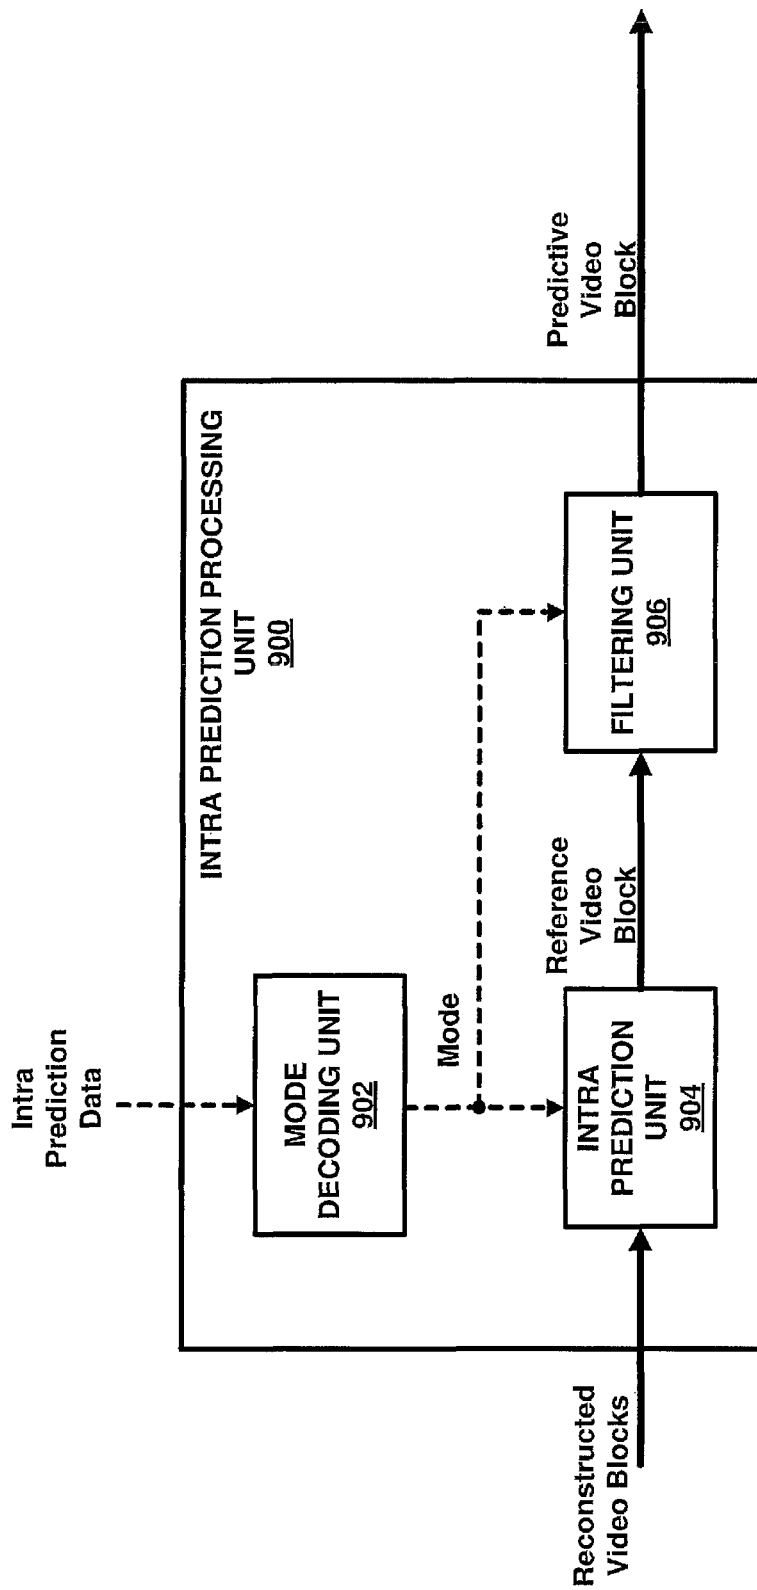 Intra
Prediction
Data
INTRA PREDICTION PROCESSING
UNIT
900
MODE
DECODING UNIT
902
Mode
Reconstructed
Video Blocks
INTRA
PREDICTION
UNIT
904
Reference
Video
Block
FILTERING UNIT
906
Predictive
Video
Block